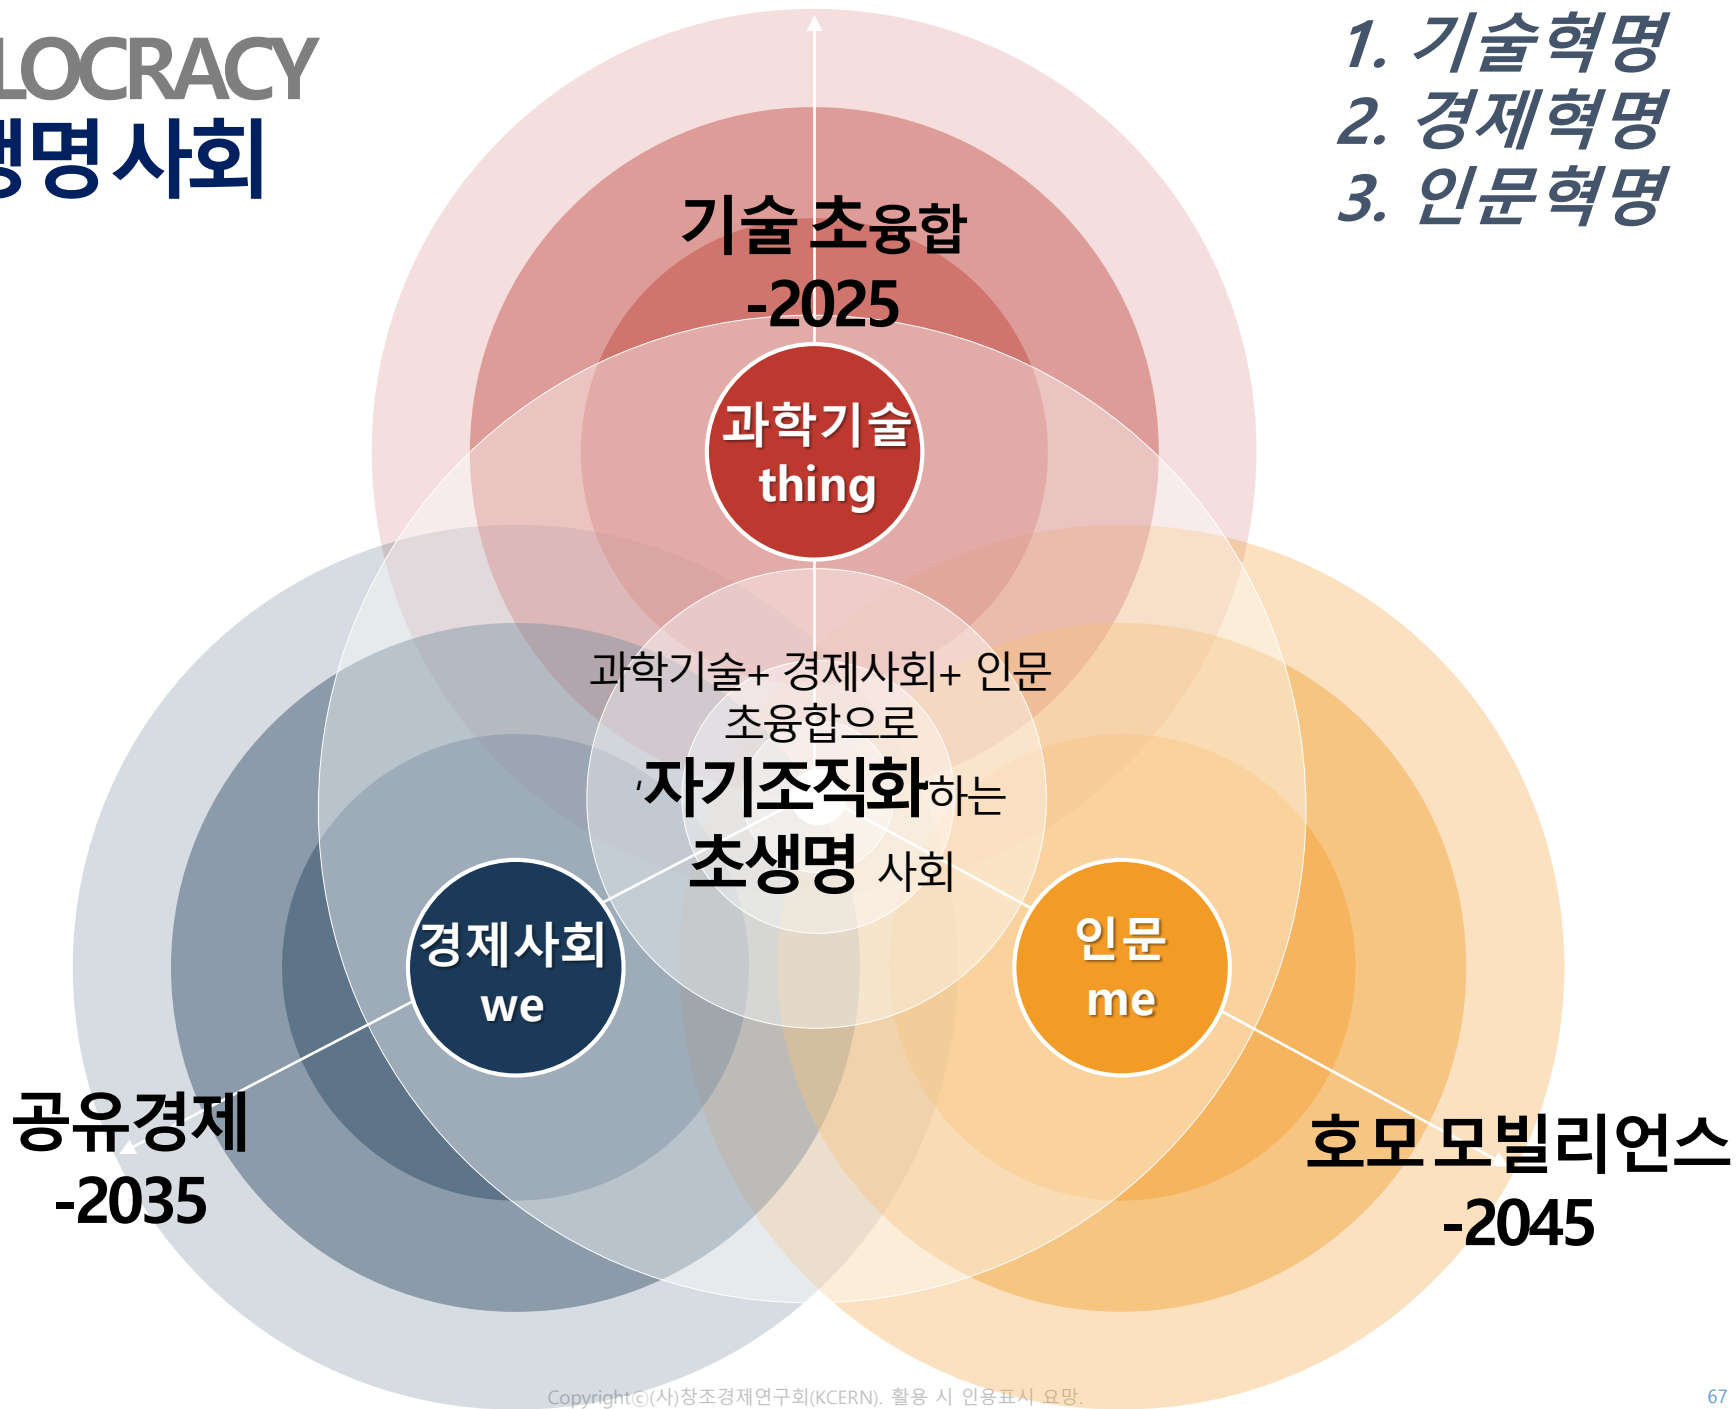 LOCRACY
명사회
1. 기술혁명
2. 경제혁명
3. 인문혁명
기술 초융합
-2025
과학기술
thing
과학기술+ 경제사회+ 인문
초융합으로
'자기조직화'하는
초생명 사회
경제사회
we
인문
me
공유경제
-2035
호모 모빌리언스
-2045
Copyrightⓒ(사)창조경제연구회(KCERN). 활용 시 인용표시 요망.
67